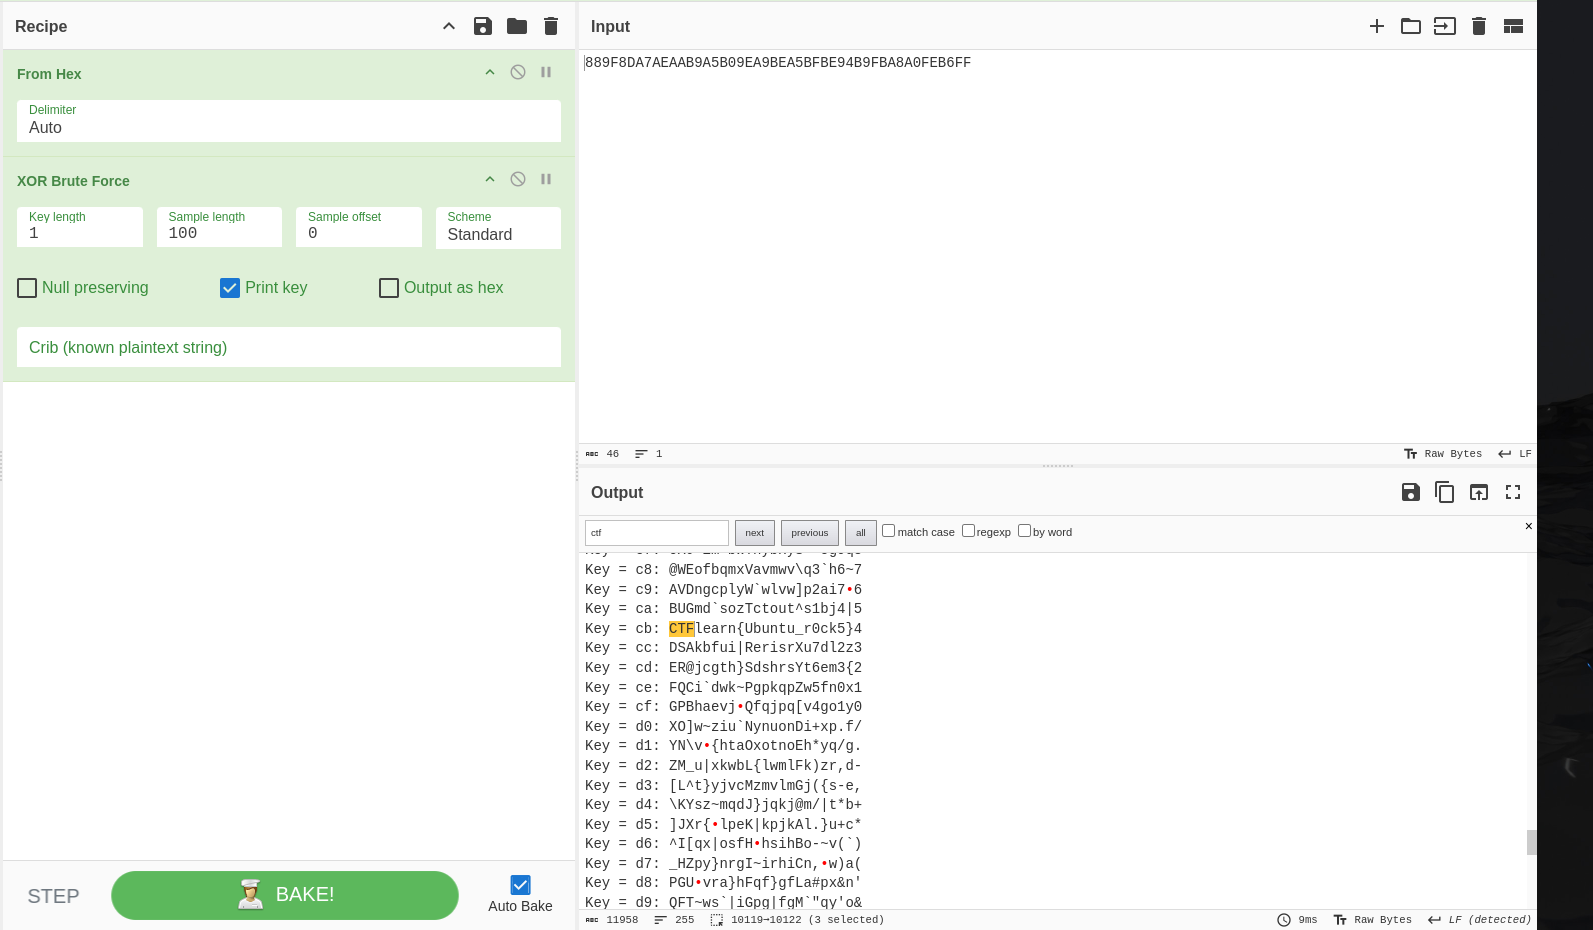 Recipe
From Hex
Delimiter
Auto
XOR Brute Force
Key length
1
Sample length
100
Sample offset
0
Scheme
Standard
Null preserving
Print key
Output as hex
Crib (known plaintext string)
STEP
BAKE!
Auto Bake
Input
889F8DA7AEAAB9A5B09EA9BEA5BFBE94B9FBA8A0FEB6FF
ABC 46 1
Raw Bytes LF
Output
ctf next previous all match case regexp by word ×
Key = c8: @WEofbqmxVavmwv\q3`h6~7
Key = c9: AVDngcplyW`wlvw]p2ai7•6
Key = ca: BUGmd`sozTctout^s1bj4|5
Key = cb: CTFlearn{Ubuntu_r0ck5}4
Key = cc: DSAkbfui|RerisrXu7dl2z3
Key = cd: ER@jcgth}SdshrsYt6em3{2
Key = ce: FQCi`dwk~PgpkqpZw5fn0x1
Key = cf: GPBhaevj•Qfqjpq[v4go1y0
Key = d0: XO]w~ziu`NynuonDi+xp.f/
Key = d1: YN\v•{htaOxotnoEh*yq/g.
Key = d2: ZM_u|xkwbL{lwmlFk)zr,d-
Key = d3: [L^t}yjvcMzmvlmGj({s-e,
Key = d4: \KYsz~mqdJ}jqkj@m/|t*b+
Key = d5: ]JXr{•lpeK|kpjkAl.}u+c*
Key = d6: ^I[qx|osfH•hsihBo-~v(`)
Key = d7: _HZpy}nrgI~irhiCn,•w)a(
Key = d8: PGU•vra}hFqf}gfLa#px&n'
Key = d9: QFT~ws`|iGpg|fgM`"qy'o&
ABC 11958 255 10119→10122 (3 selected)
9ms Raw Bytes LF (detected)